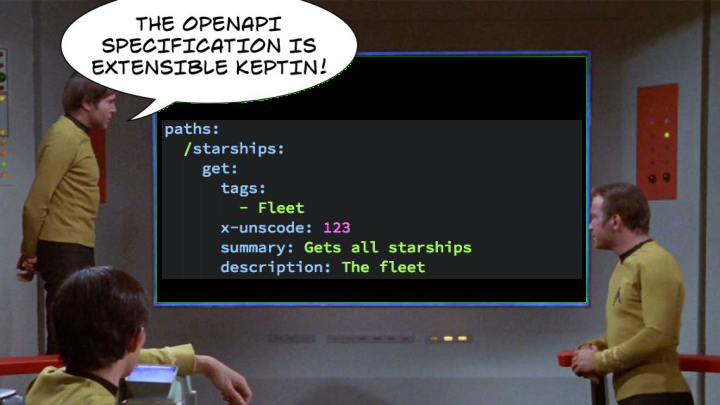 THE OPENAPI
SPECIFICATION IS
EXTENSIBLE KEPTIN!
paths:
  /starships:
    get:
      tags:
        - Fleet
      x-unscode: 123
      summary: Gets all starships
      description: The fleet